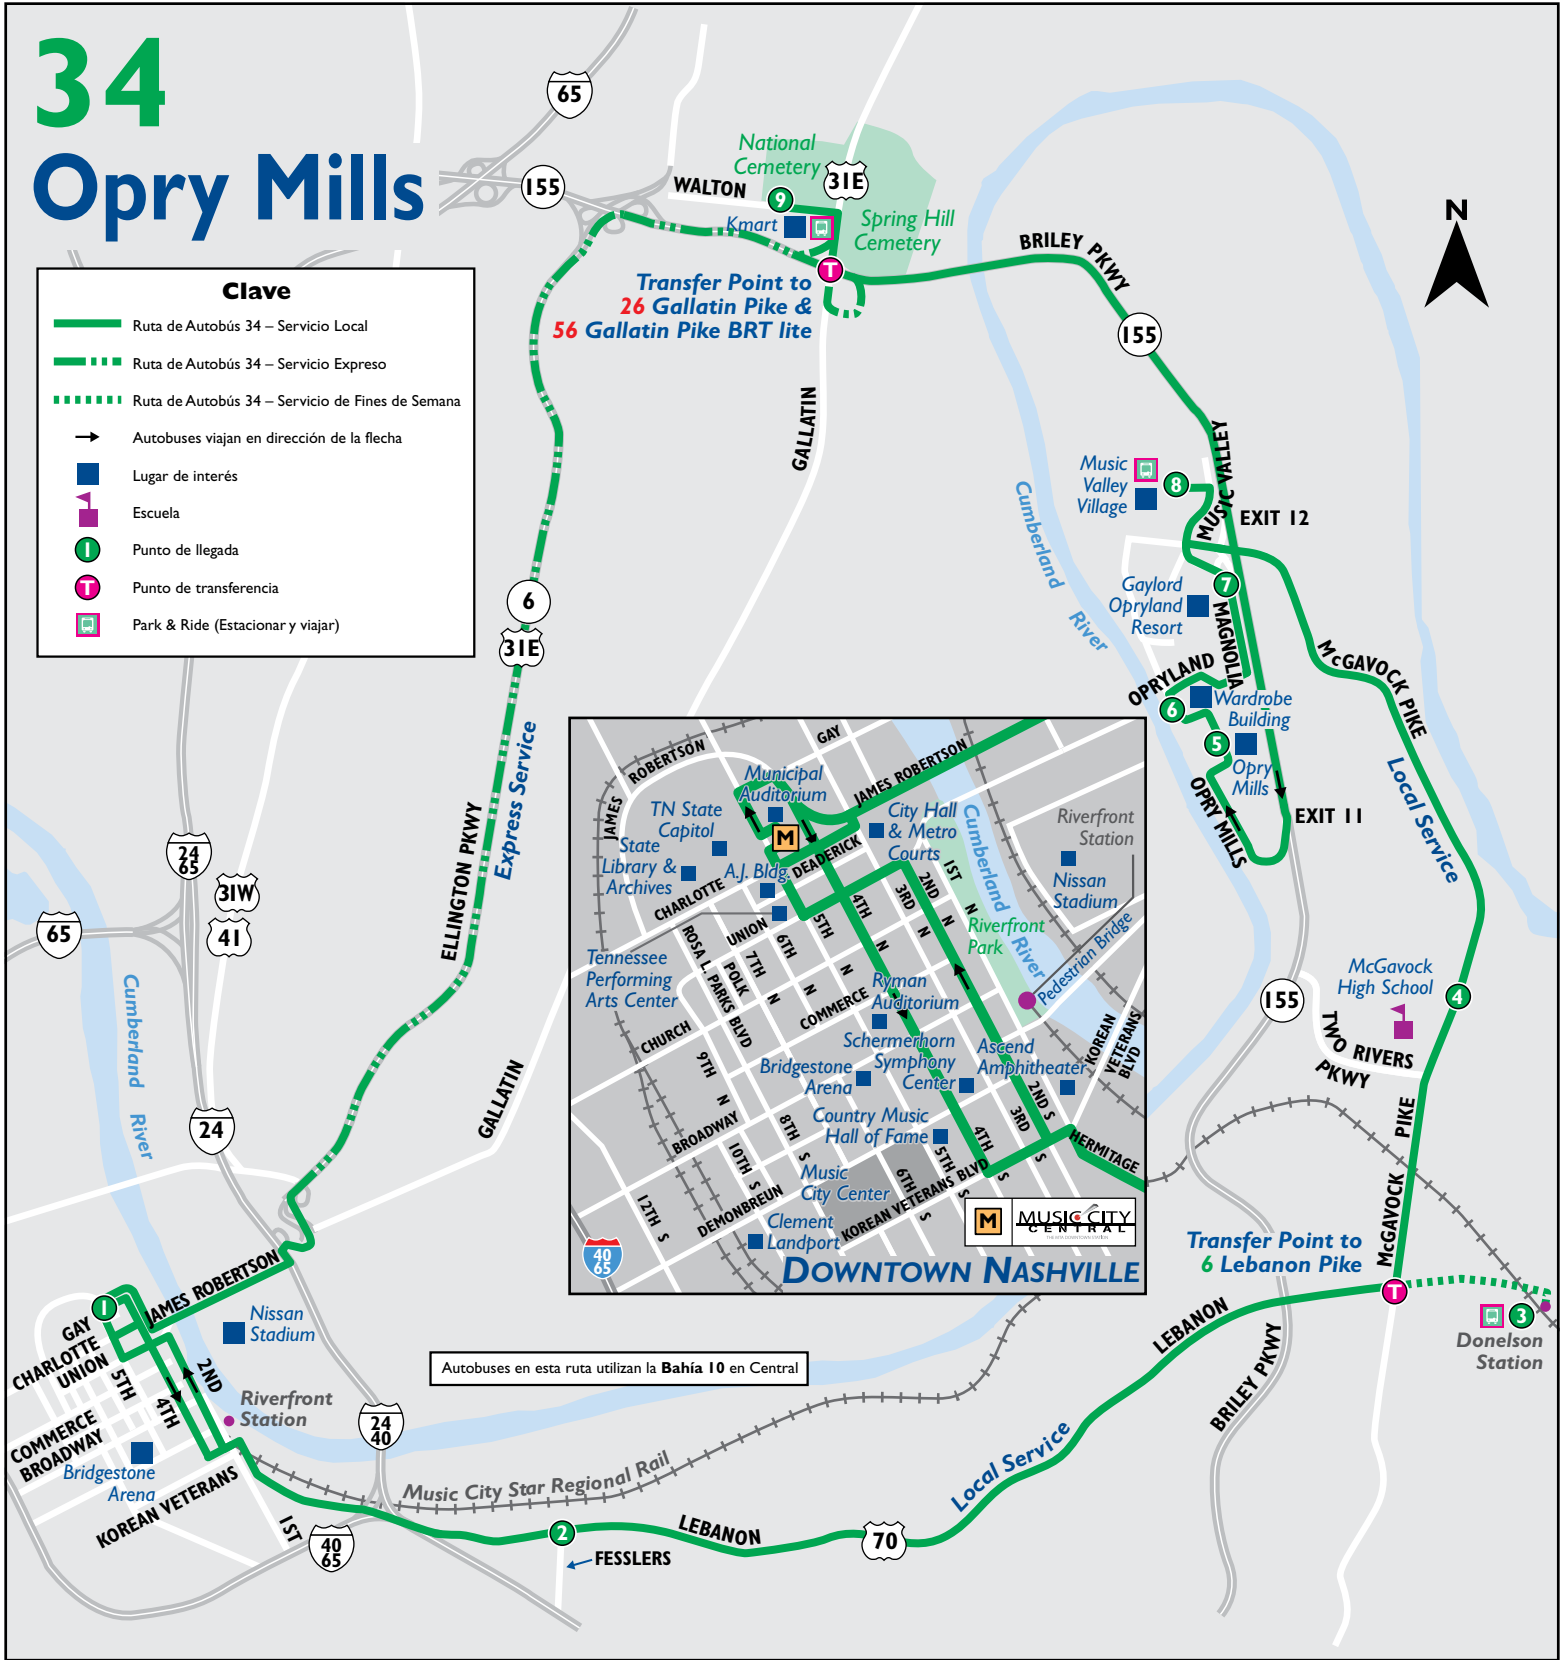 34
Opry Mills
65
155
National
Cemetery
WALTON
31E
9
Kmart
Spring Hill
Cemetery
T
Transfer Point to
26 Gallatin Pike &
56 Gallatin Pike BRT lite
BRILEY PKWY
155
N
Clave
Ruta de Autobús 34 – Servicio Local
Ruta de Autobús 34 – Servicio Expreso
Ruta de Autobús 34 – Servicio de Fines de Semana
Autobuses viajan en dirección de la flecha
Lugar de interés
Escuela
1
Punto de llegada
T
Punto de transferencia
Park & Ride (Estacionar y viajar)
GALLATIN
Music
Valley
Village
8
MUSIC VALLEY
EXIT 12
Cumberland
River
7
Gaylord
Opryland
Resort
MAGNOLIA
McGAVOCK PIKE
OPRYLAND
6
Wardrobe
Building
5
Opry
Mills
OPRY MILLS
EXIT 11
Local Service
6
31E
Express Service
ELLINGTON PKWY
24
65
31W
41
65
Cumberland
River
24
GALLATIN
155
McGavock
High School
4
TWO RIVERS
PKWY
McGAVOCK
PIKE
Transfer Point to
6 Lebanon Pike
T
3
Donelson
Station
LEBANON
BRILEY PKWY
JAMES ROBERTSON
GAY
ROBERTSON
JAMES
Municipal
Auditorium
JAMES ROBERTSON
TN State
Capitol
M
City Hall
& Metro
Courts
State
Library &
Archives
A.J. Bldg.
DEADERICK
CHARLOTTE
Cumberland
River
Riverfront
Station
Nissan
Stadium
1ST
N
2ND
N
3RD
N
4TH
N
5TH
N
UNION
6TH
N
7TH
N
POLK
ROSA L. PARKS BLVD
Riverfront
Park
Pedestrian Bridge
Tennessee
Performing
Arts Center
CHURCH
COMMERCE
Ryman
Auditorium
Schermerhorn
Symphony
Center
Ascend
Amphitheater
KOREAN
VETERANS
BLVD
Bridgestone
Arena
9TH
N
BROADWAY
8TH
S
Country Music
Hall of Fame
2ND S
3RD
S
4TH
S
5TH
S
6TH
S
HERMITAGE
10TH S
Music
City Center
DEMONBREUN
12TH S
KOREAN VETERANS BLVD
Clement
Landport
40
65
M
MUSIC CITY
CENTRAL
DOWNTOWN NASHVILLE
1
GAY
CHARLOTTE
UNION
5TH
4TH
2ND
Nissan
Stadium
Riverfront
Station
COMMERCE
BROADWAY
Bridgestone
Arena
KOREAN VETERANS
1ST
Autobuses en esta ruta utilizan la Bahía 10 en Central
24
40
Music City Star Regional Rail
Local Service
40
65
2
FESSLERS
LEBANON
70